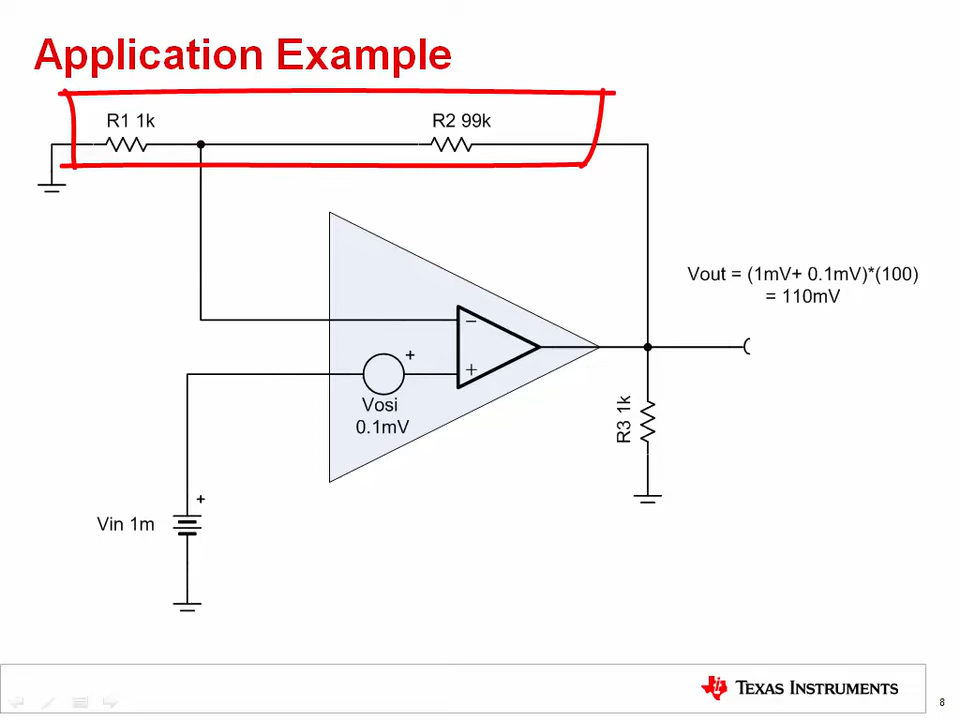 Application Example
R1 1k
R2 99k
Vout = (1mV+ 0.1mV)*(100)
= 110mV
−
+
+
Vosi
0.1mV
R3 1k
+
Vin 1m
TEXAS INSTRUMENTS
8